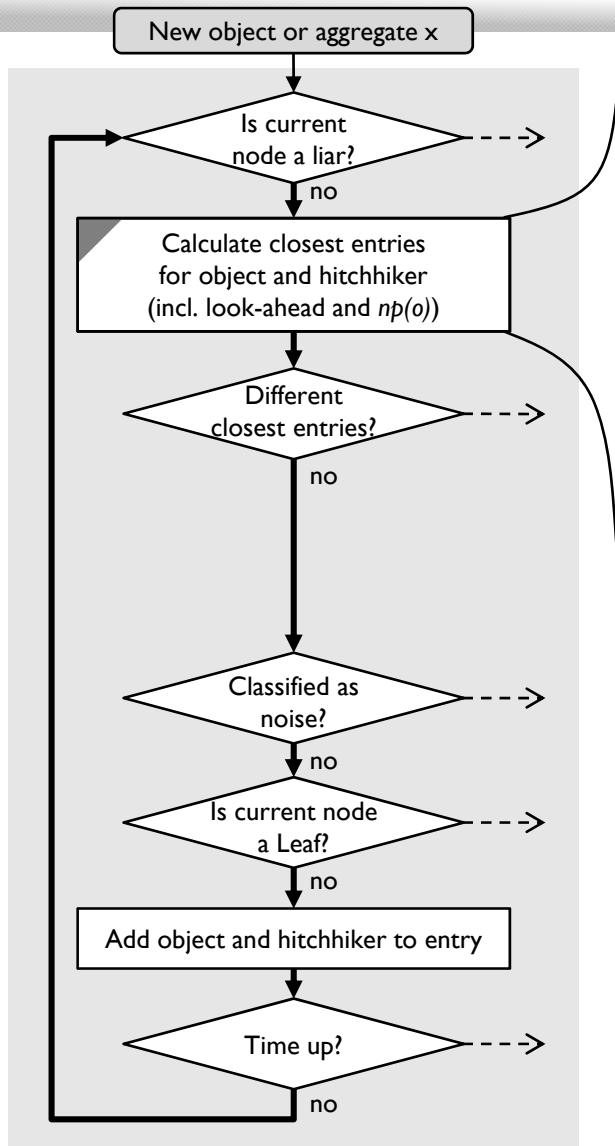 New object or aggregate x
Is current
node a liar?
no
Calculate closest entries
for object and hitchhiker
(incl. look-ahead and np(o))
Different
closest entries?
no
Classified as
noise?
no
Is current node
a Leaf?
no
Add object and hitchhiker to entry
Time up?
no